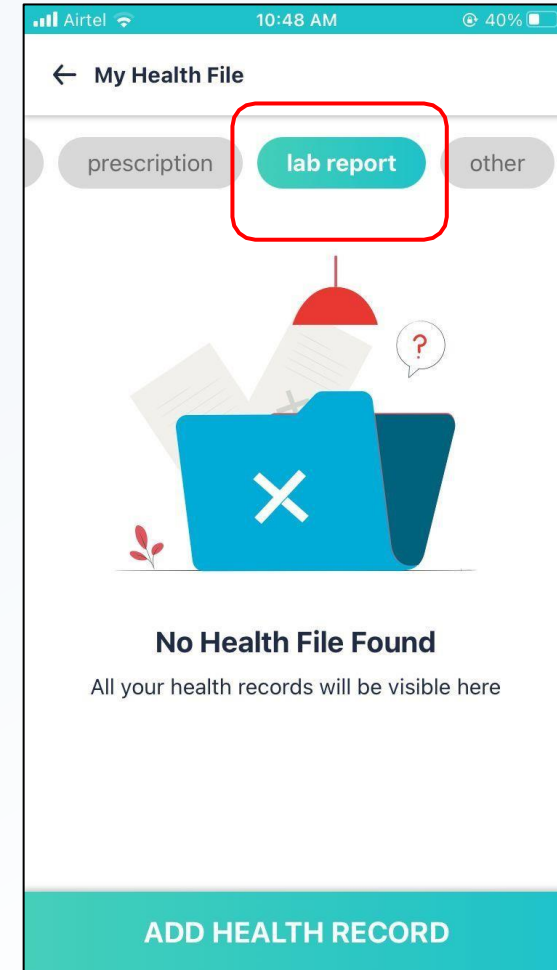 Airtel 10:48 AM 40%
My Health File
prescription lab report other
?
No Health File Found
All your health records will be visible here
ADD HEALTH RECORD